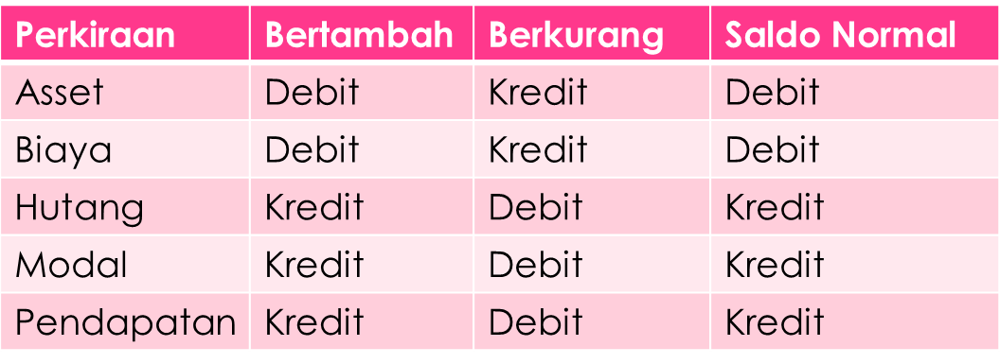 Perkiraan Bertambah Berkurang Saldo Normal
Asset Debit Kredit Debit
Biaya Debit Kredit Debit
Hutang Kredit Debit Kredit
Modal Kredit Debit Kredit
Pendapatan Kredit Debit Kredit